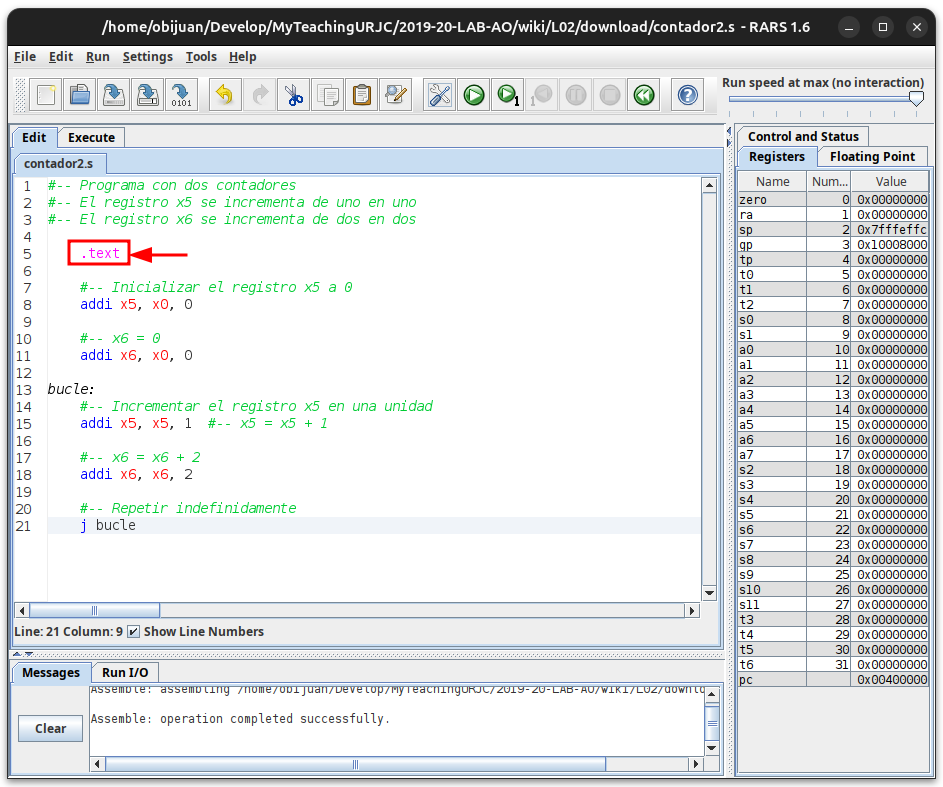 /home/obijuan/Develop/MyTeachingURJC/2019-20-LAB-AO/wiki/L02/download/contador2.s - RARS 1.6
File Edit Run Settings Tools Help
Run speed at max (no interaction)
Edit Execute
contador2.s
1 #-- Programa con dos contadores
2 #-- El registro x5 se incrementa de uno en uno
3 #-- El registro x6 se incrementa de dos en dos
4
5 .text
6
7 #-- Inicializar el registro x5 a 0
8 addi x5, x0, 0
9
10 #-- x6 = 0
11 addi x6, x0, 0
12
13 bucle:
14 #-- Incrementar el registro x5 en una unidad
15 addi x5, x5, 1 #-- x5 = x5 + 1
16
17 #-- x6 = x6 + 2
18 addi x6, x6, 2
19
20 #-- Repetir indefinidamente
21 j bucle
Line: 21 Column: 9 Show Line Numbers
Messages Run I/O
Assemble: assembling /home/obijuan/Develop/MyTeachingURJC/2019-20-LAB-AO/wiki/L02/downlo
Assemble: operation completed successfully.
Clear
Control and Status
Registers Floating Point
Name Num... Value
zero 0 0x00000000
ra 1 0x00000000
sp 2 0x7fffeffc
gp 3 0x10008000
tp 4 0x00000000
t0 5 0x00000000
t1 6 0x00000000
t2 7 0x00000000
s0 8 0x00000000
s1 9 0x00000000
a0 10 0x00000000
a1 11 0x00000000
a2 12 0x00000000
a3 13 0x00000000
a4 14 0x00000000
a5 15 0x00000000
a6 16 0x00000000
a7 17 0x00000000
s2 18 0x00000000
s3 19 0x00000000
s4 20 0x00000000
s5 21 0x00000000
s6 22 0x00000000
s7 23 0x00000000
s8 24 0x00000000
s9 25 0x00000000
s10 26 0x00000000
s11 27 0x00000000
t3 28 0x00000000
t4 29 0x00000000
t5 30 0x00000000
t6 31 0x00000000
pc 0x00400000